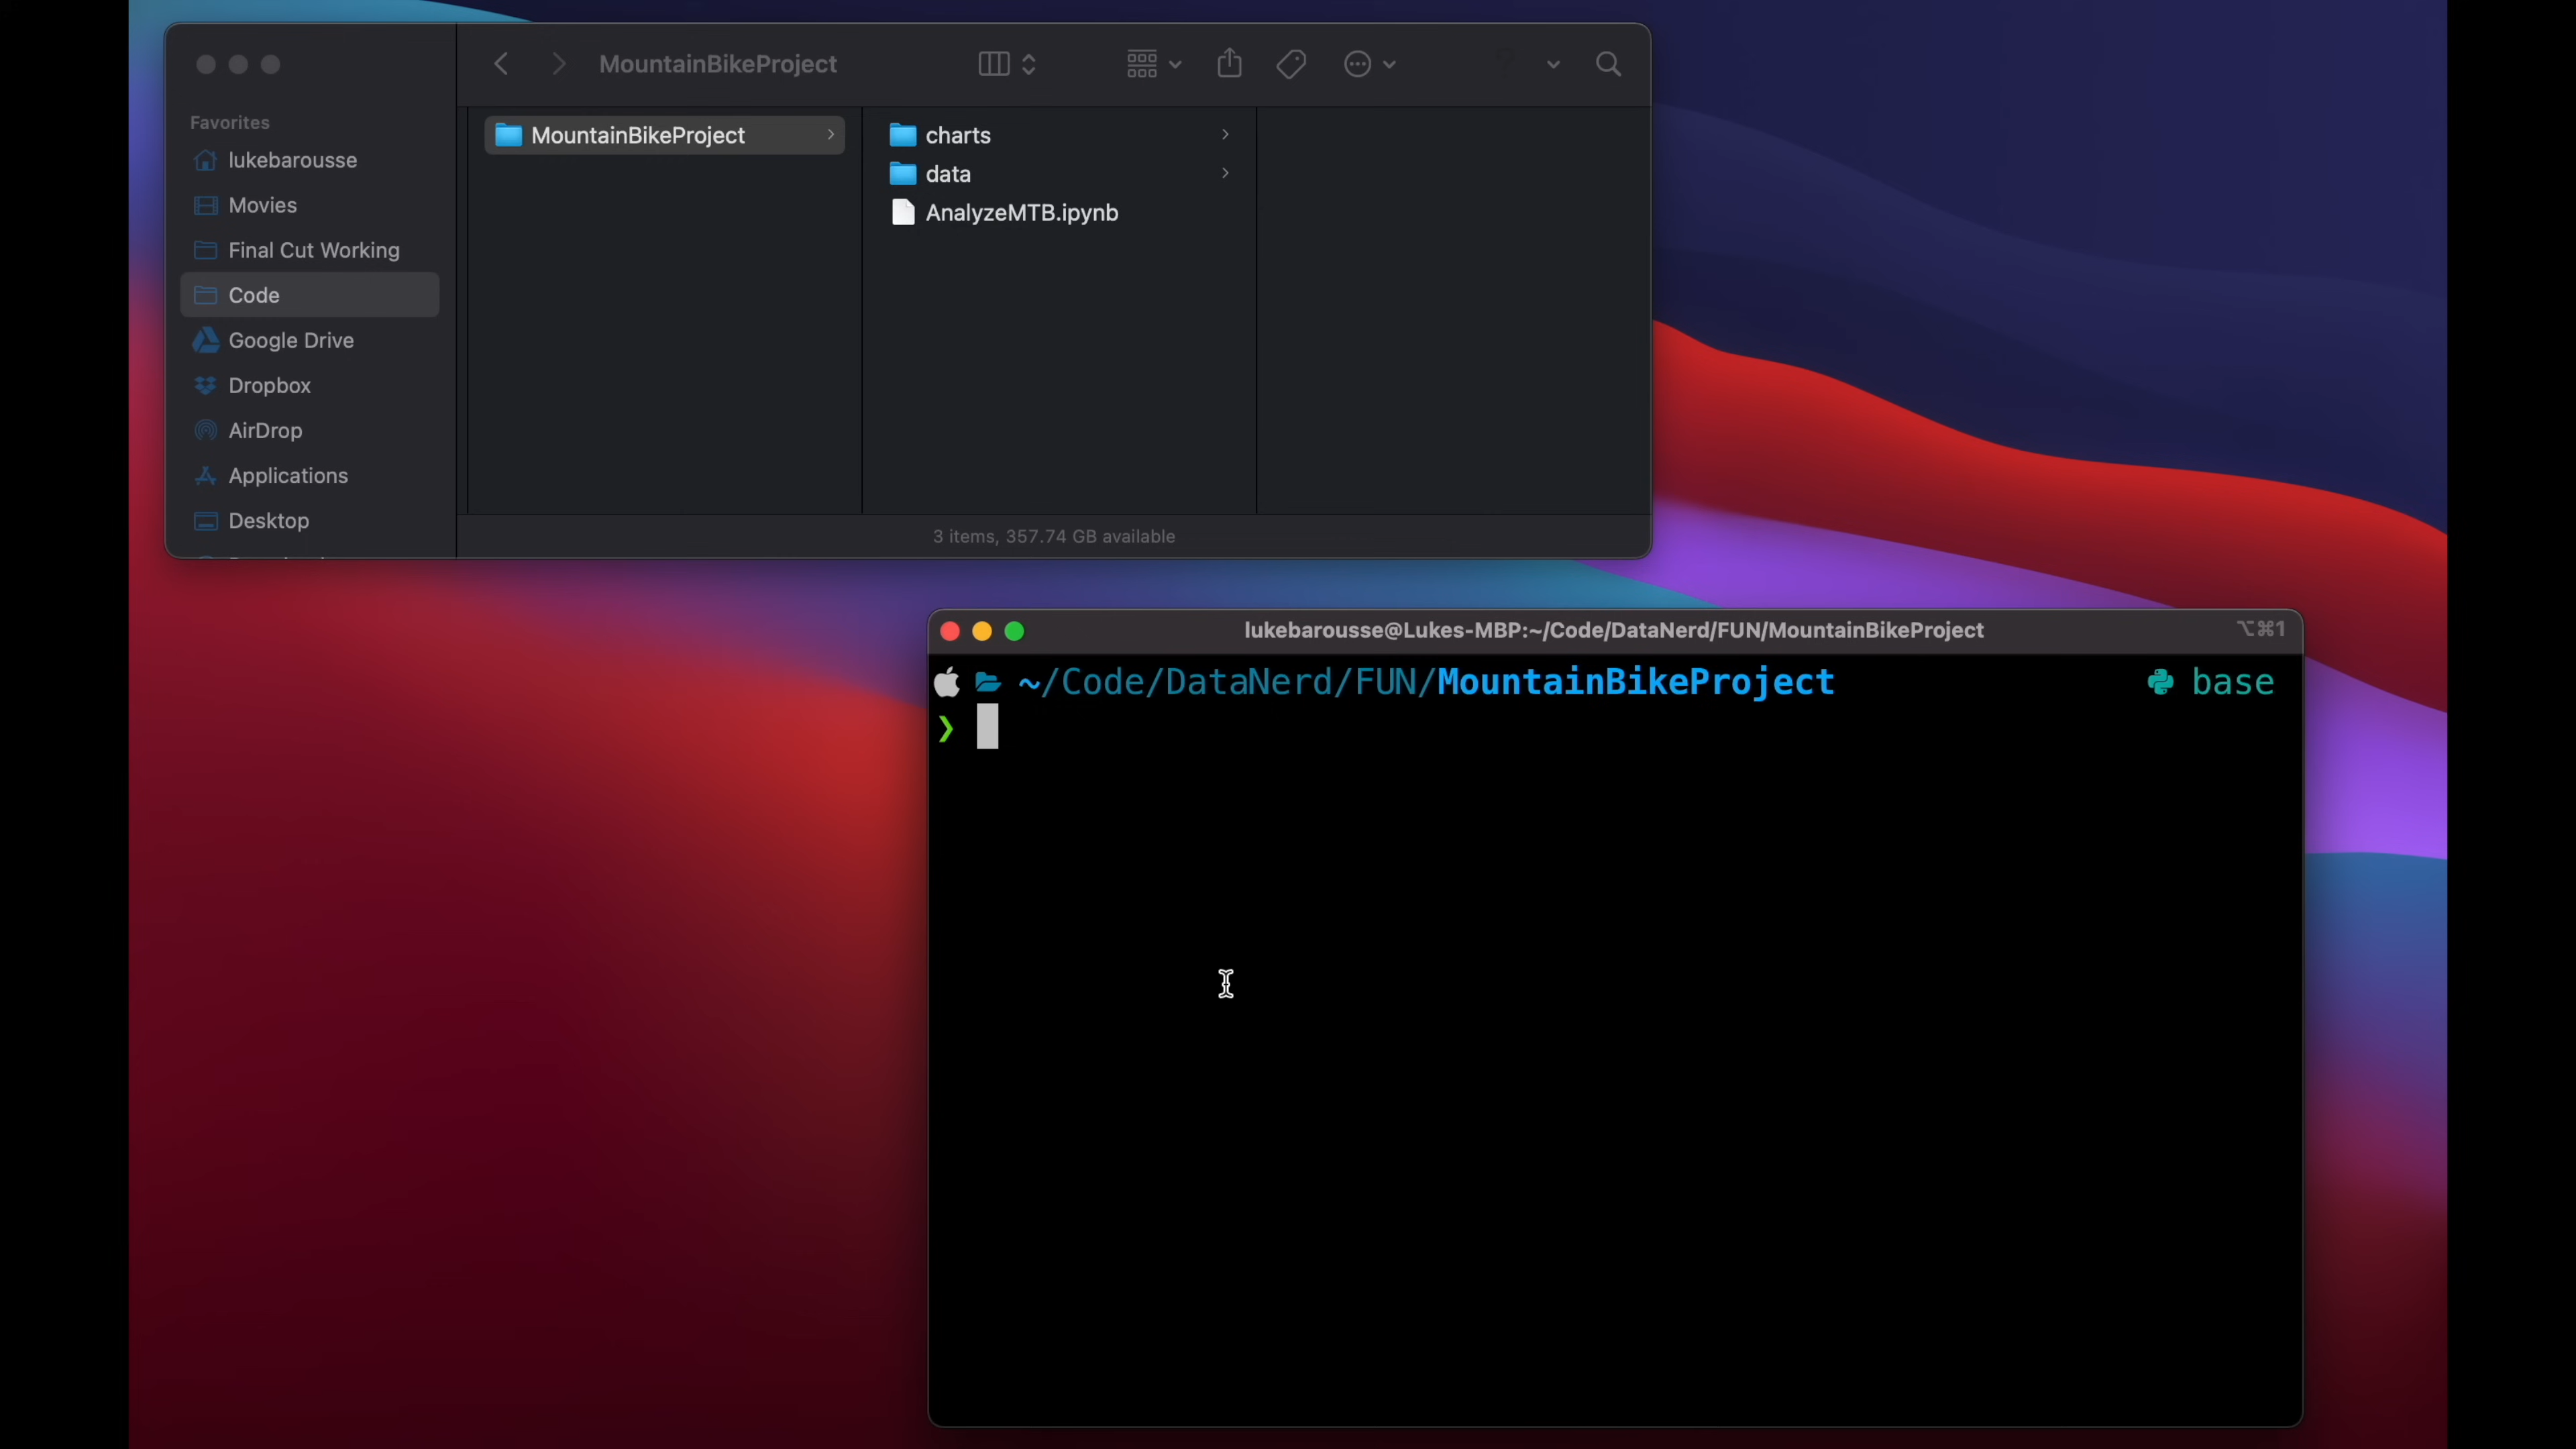 MountainBikeProject
Favorites
lukebarousse
Movies
Final Cut Working
Code
Google Drive
Dropbox
AirDrop
Applications
Desktop
MountainBikeProject
charts
data
AnalyzeMTB.ipynb
3 items, 357.74 GB available
lukebarousse@Lukes-MBP:~/Code/DataNerd/FUN/MountainBikeProject ⌥⌘1
~/Code/DataNerd/FUN/MountainBikeProject base
❯